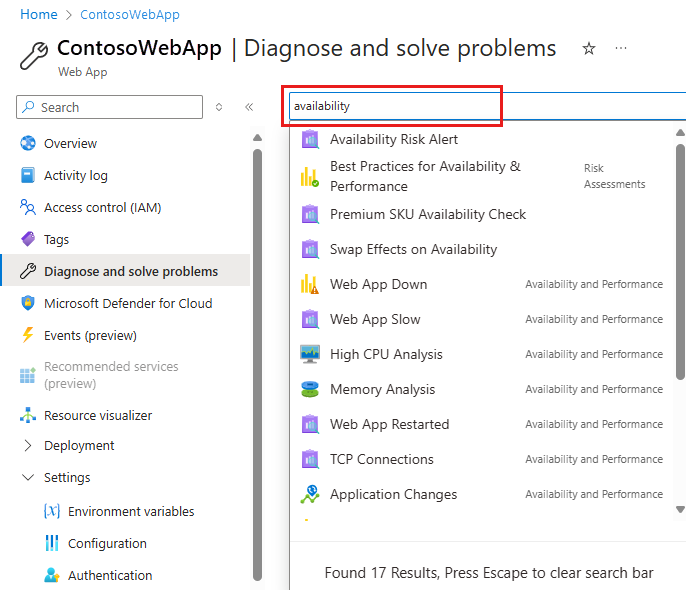 Home > ContosoWebApp
ContosoWebApp | Diagnose and solve problems
Web App
Search
availability
Overview
Activity log
Access control (IAM)
Tags
Diagnose and solve problems
Microsoft Defender for Cloud
Events (preview)
Recommended services
(preview)
Resource visualizer
Deployment
Settings
Environment variables
Configuration
Authentication
Availability Risk Alert
Best Practices for Availability &
Performance
Risk
Assessments
Premium SKU Availability Check
Swap Effects on Availability
Web App Down Availability and Performance
Web App Slow Availability and Performance
High CPU Analysis Availability and Performance
Memory Analysis Availability and Performance
Web App Restarted Availability and Performance
TCP Connections Availability and Performance
Application Changes Availability and Performance
Found 17 Results, Press Escape to clear search bar